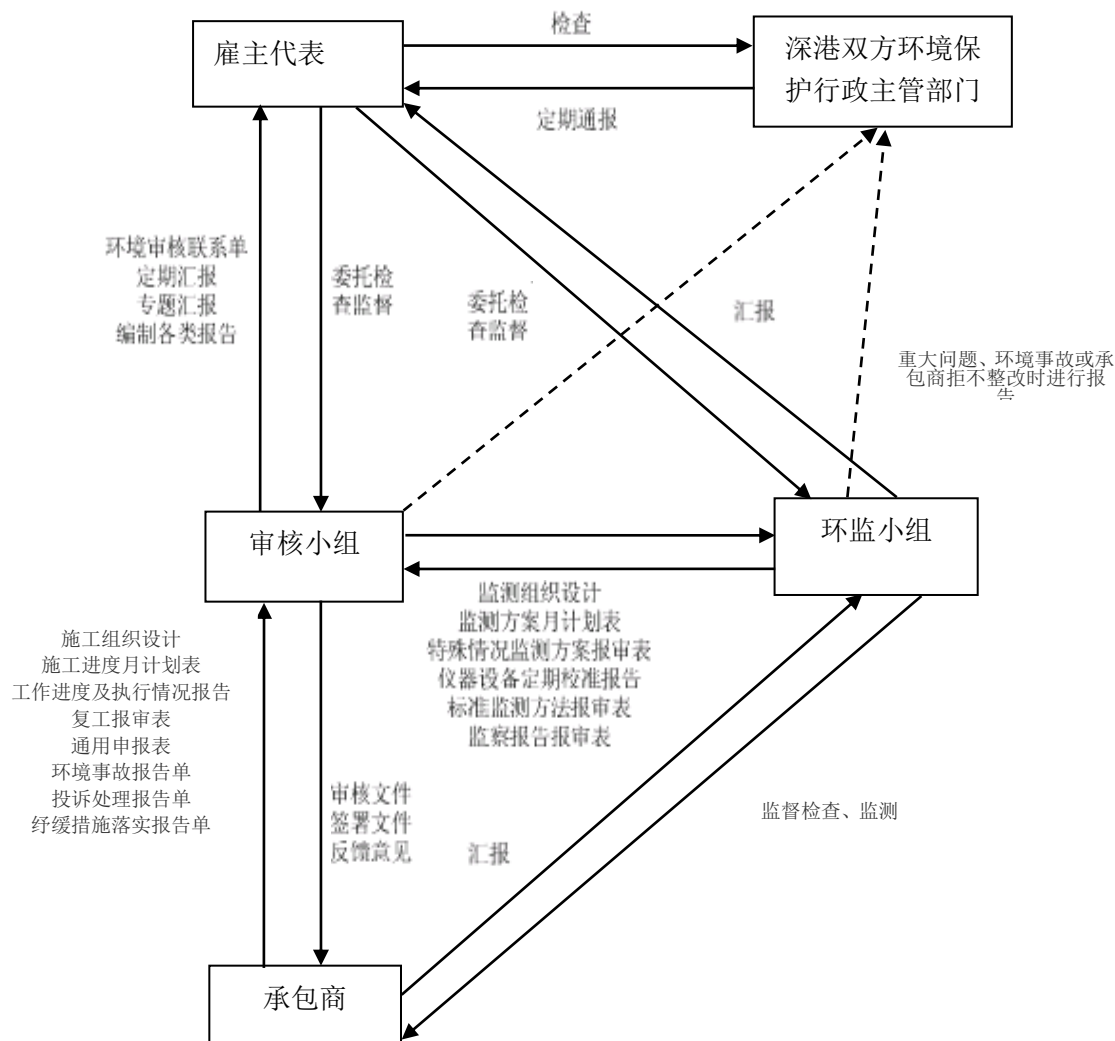 检查
雇主代表
深港双方环境保
护行政主管部门
定期通报
环境审核联系单
定期汇报
专题汇报
编制各类报告
委托检
查监督
委托检
查监督
汇报
重大问题、环境事故或承
包商拒不整改时进行报
告
审核小组
环监小组
监测组织设计
监测方案月计划表
特殊情况监测方案报审表
仪器设备定期校准报告
标准监测方法报审表
监察报告报审表
施工组织设计
施工进度月计划表
工作进度及执行情况报告
复工报审表
通用申报表
环境事故报告单
投诉处理报告单
纾缓措施落实报告单
审核文件
签署文件
反馈意见
汇报
监督检查、监测
承包商